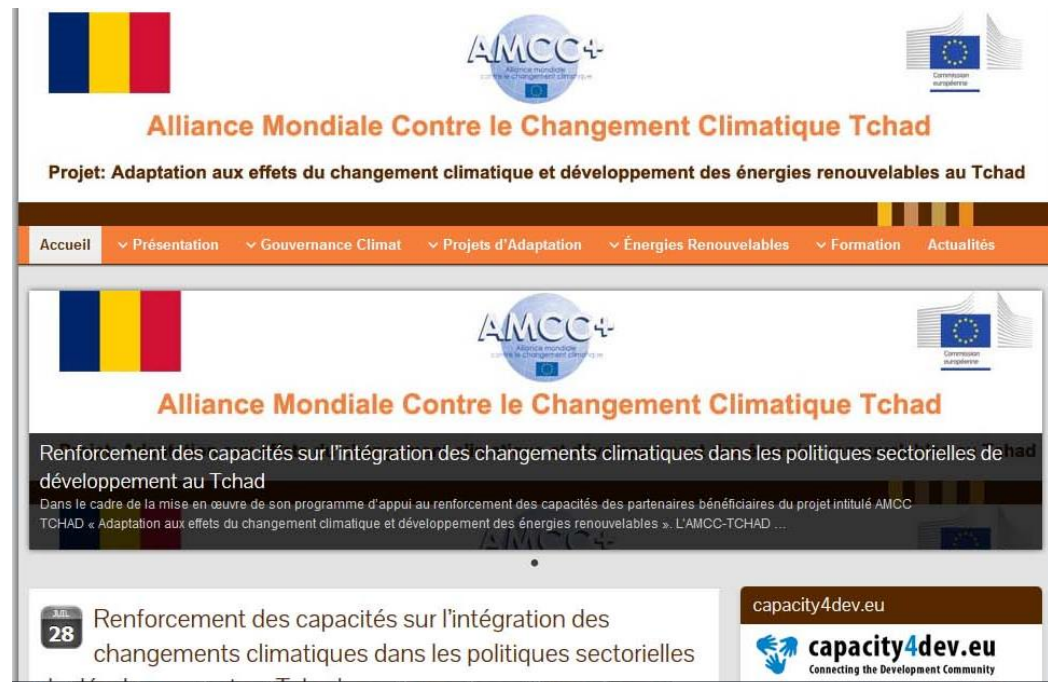 AMCC+
Alliance mondiale
contre le changement climatique
Commission
européenne
Alliance Mondiale Contre le Changement Climatique Tchad
Projet: Adaptation aux effets du changement climatique et développement des énergies renouvelables au Tchad
Accueil Présentation Gouvernance Climat Projets d'Adaptation Énergies Renouvelables Formation Actualités
AMCC+
Alliance mondiale
contre le changement climatique
Commission
européenne
Alliance Mondiale Contre le Changement Climatique Tchad
Renforcement des capacités sur l'intégration des changements climatiques dans les politiques sectorielles de
développement au Tchad
Dans le cadre de la mise en œuvre de son programme d'appui au renforcement des capacités des partenaires bénéficiaires du projet intitulé AMCC
TCHAD « Adaptation aux effets du changement climatique et développement des énergies renouvelables ». L'AMCC-TCHAD ...
AMCC+
JUIL
28
Renforcement des capacités sur l'intégration des
changements climatiques dans les politiques sectorielles
capacity4dev.eu
capacity4dev.eu
Connecting the Development Community